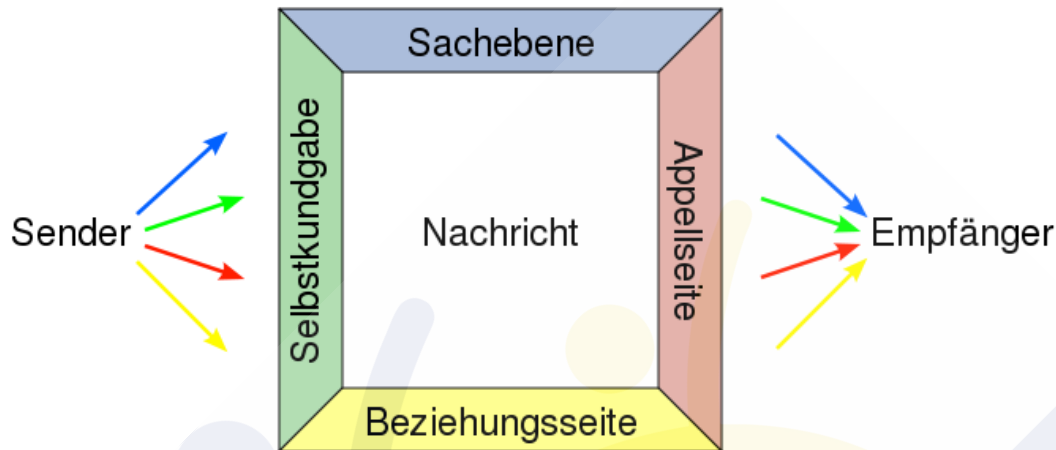 Sachebene
Sender
Selbstkundgabe
Nachricht
Appellseite
Empfänger
Beziehungsseite